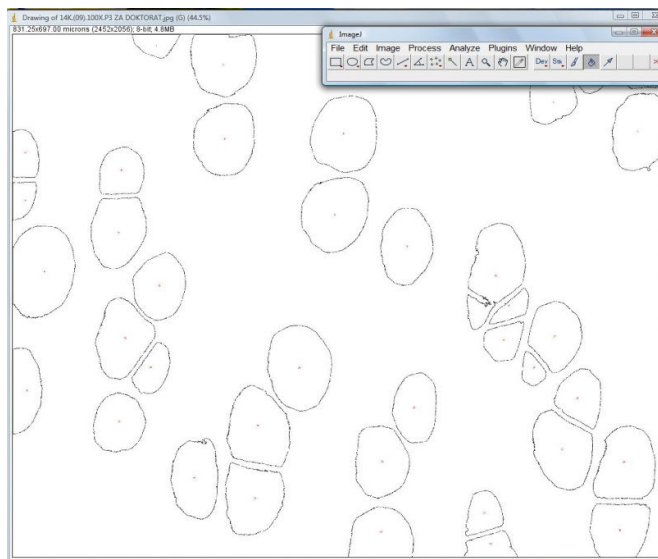 Drawing of 14K.(09).100X.P3 ZA DOKTORAT.jpg (G) (44.5%)
831.25x697.00 microns (2452x2056); 8-bit; 4.8MB
ImageJ
File Edit Image Process Analyze Plugins Window Help
A Dev Stk